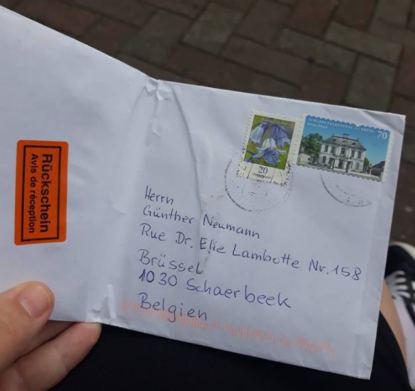 Rückschein
Avis de réception
20
70
Herrn
Günther Neumann
Rue Dr. Elie Lambotte Nr. 158
Brüssel
1030 Schaerbeek
Belgien